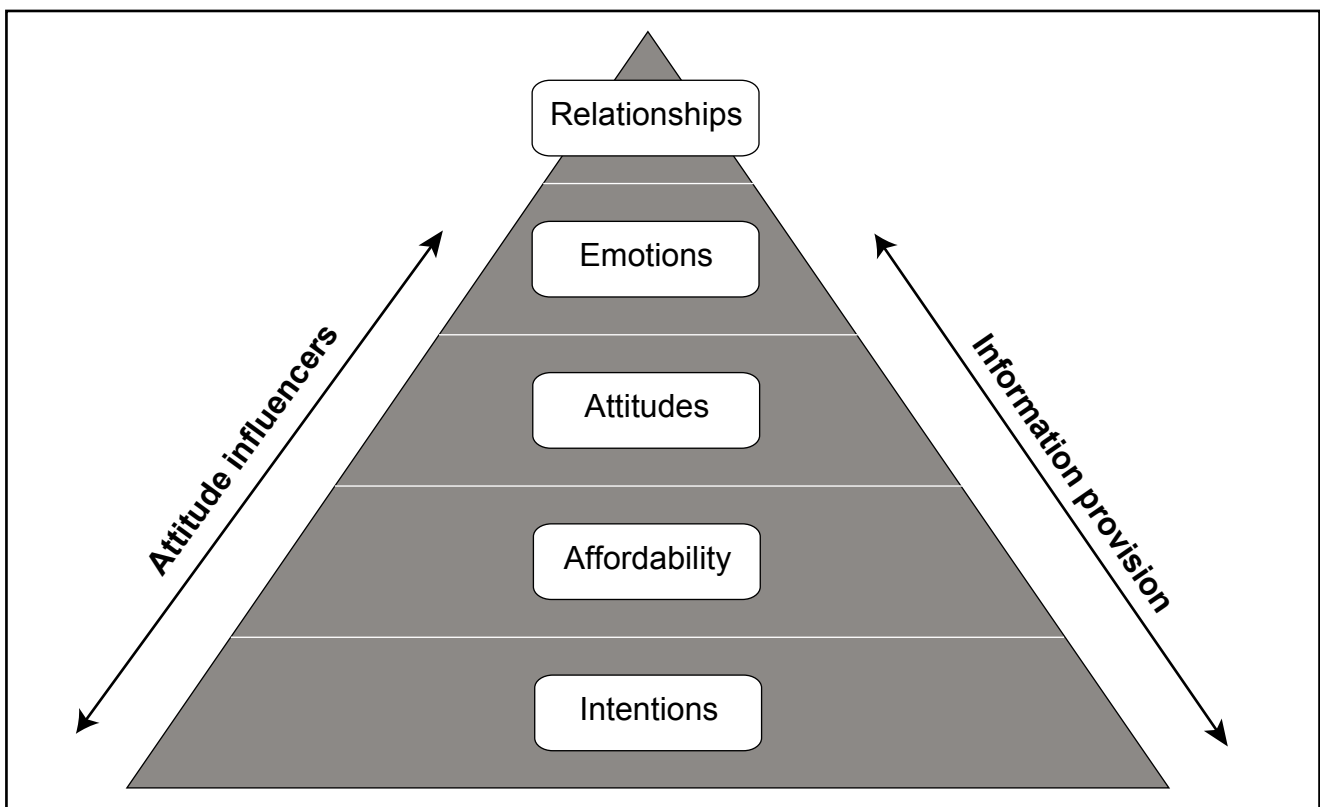 Relationships
Emotions
Attitudes
Affordability
Intentions
Attitude influencers
Information provision